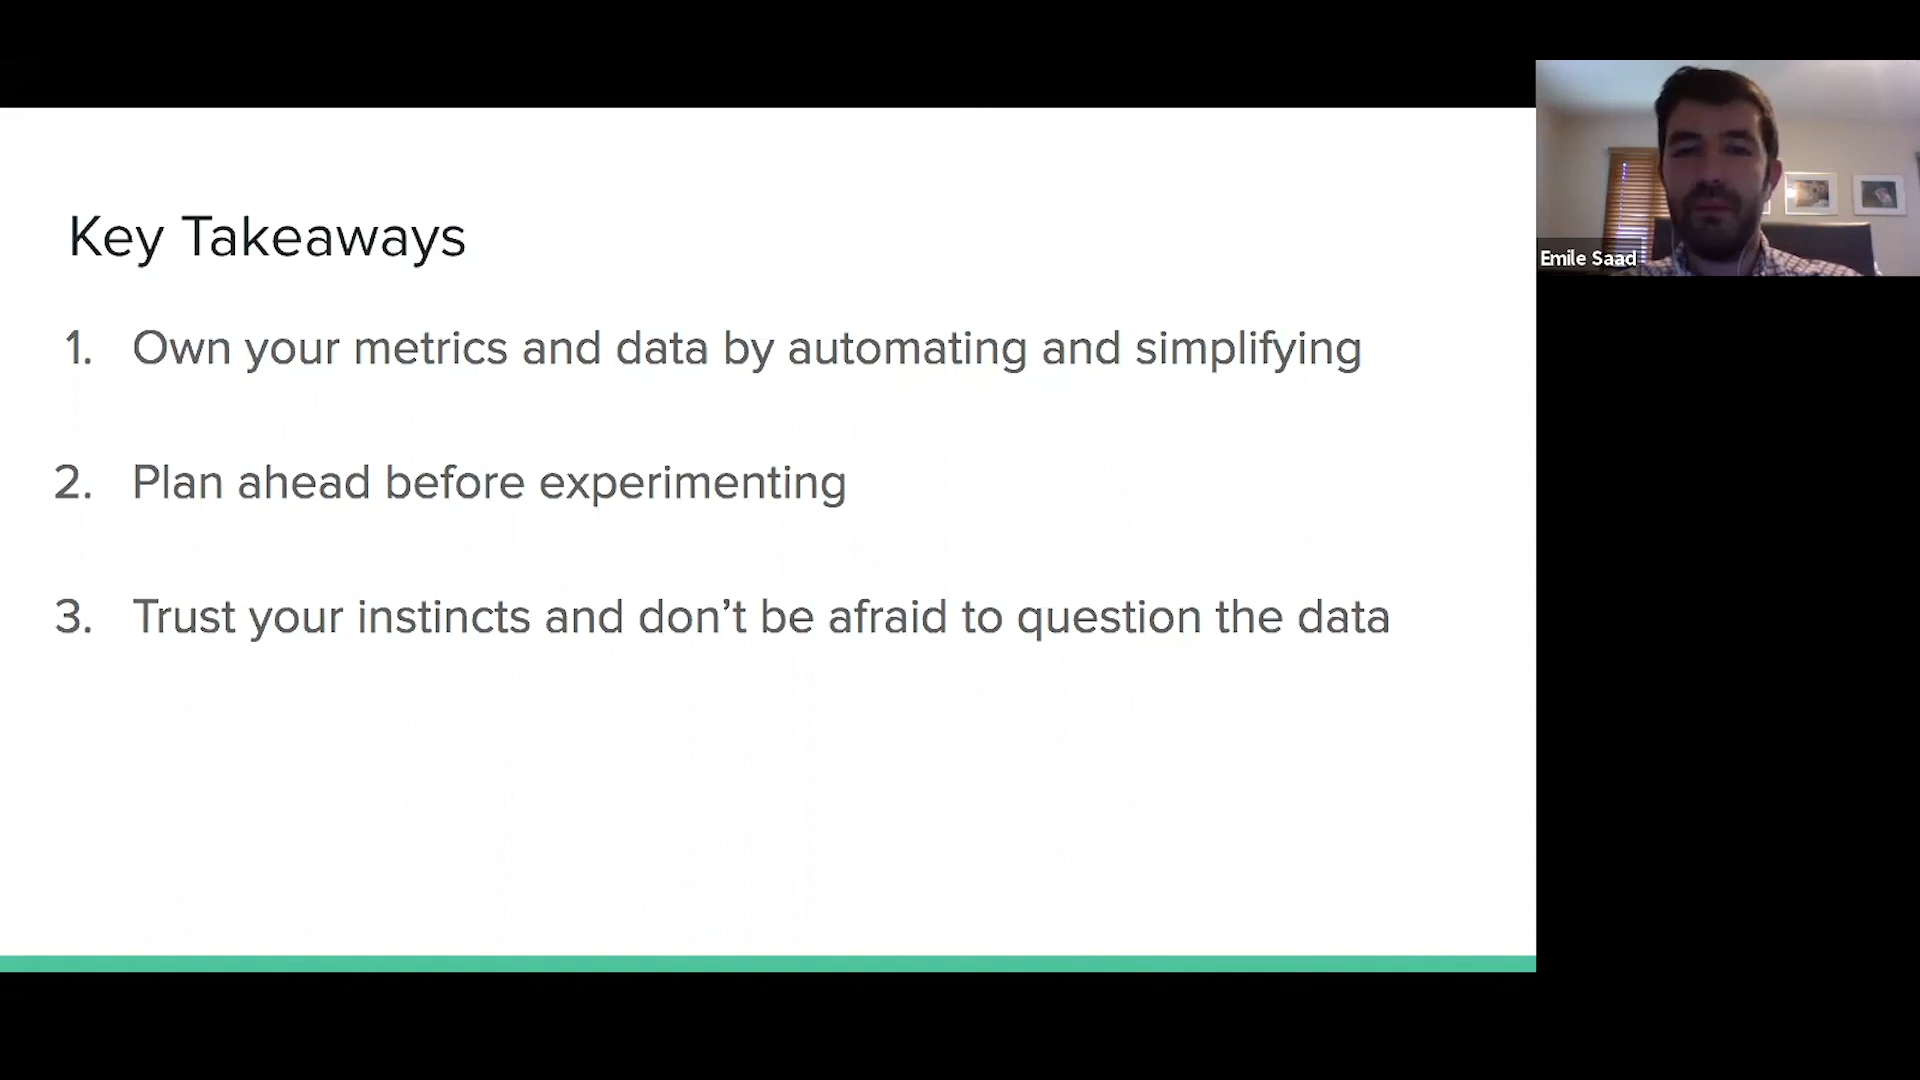 Key Takeaways
1. Own your metrics and data by automating and simplifying
2. Plan ahead before experimenting
3. Trust your instincts and don’t be afraid to question the data
Emile Saad